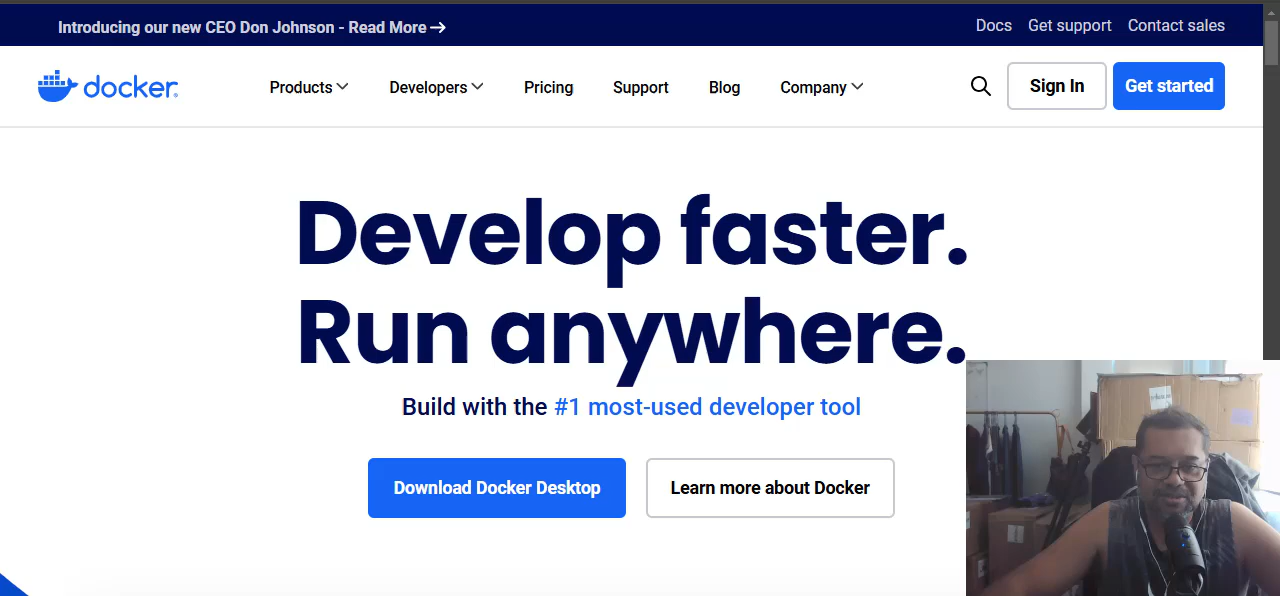 Introducing our new CEO Don Johnson - Read More
Docs Get support Contact sales
docker
Products Developers Pricing Support Blog Company
Sign In Get started
Develop faster.
Run anywhere.
Build with the #1 most-used developer tool
Download Docker Desktop Learn more about Docker